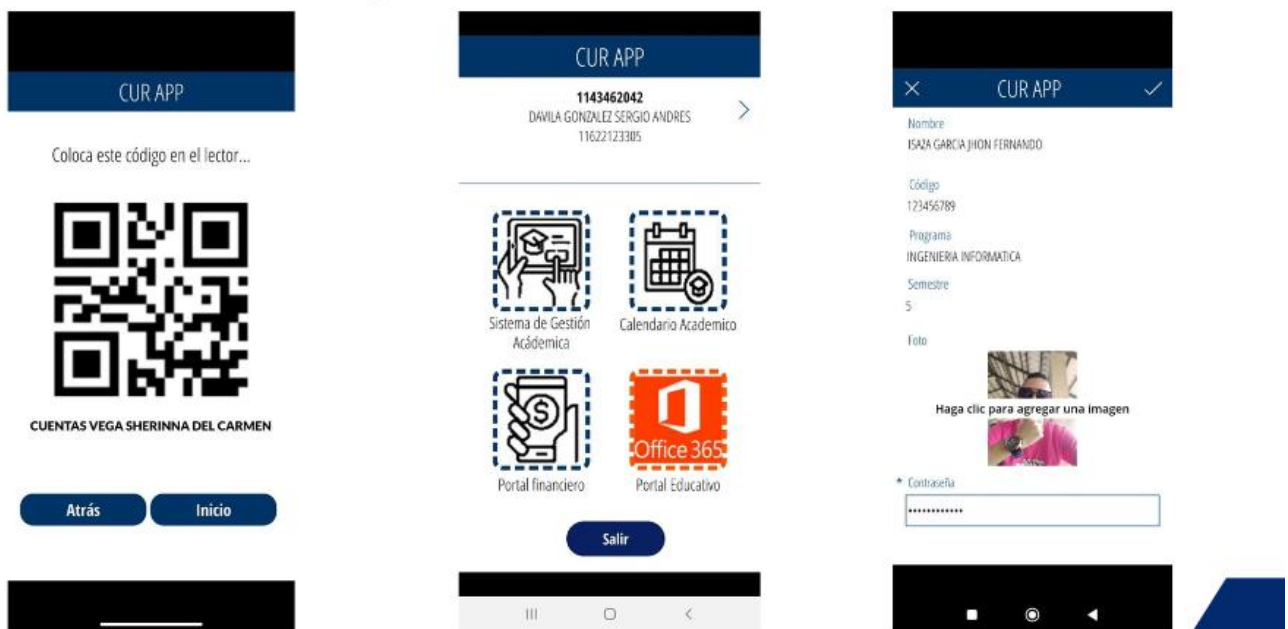 CUR APP
Coloca este código en el lector...
CUENTAS VEGA SHERINNA DEL CARMEN
Atrás
Inicio
CUR APP
1143462042
DAVILA GONZALEZ SERGIO ANDRES
11622123305
Sistema de Gestión
Acádemica
Calendario Academico
Office 365
Portal financiero
Portal Educativo
Salir
CUR APP
Nombre
ISAZA GARCIA JHON FERNANDO
Código
123456789
Programa
INGENIERIA INFORMATICA
Semestre
5
Foto
Haga clic para agregar una imagen
* Contraseña
••••••••••••